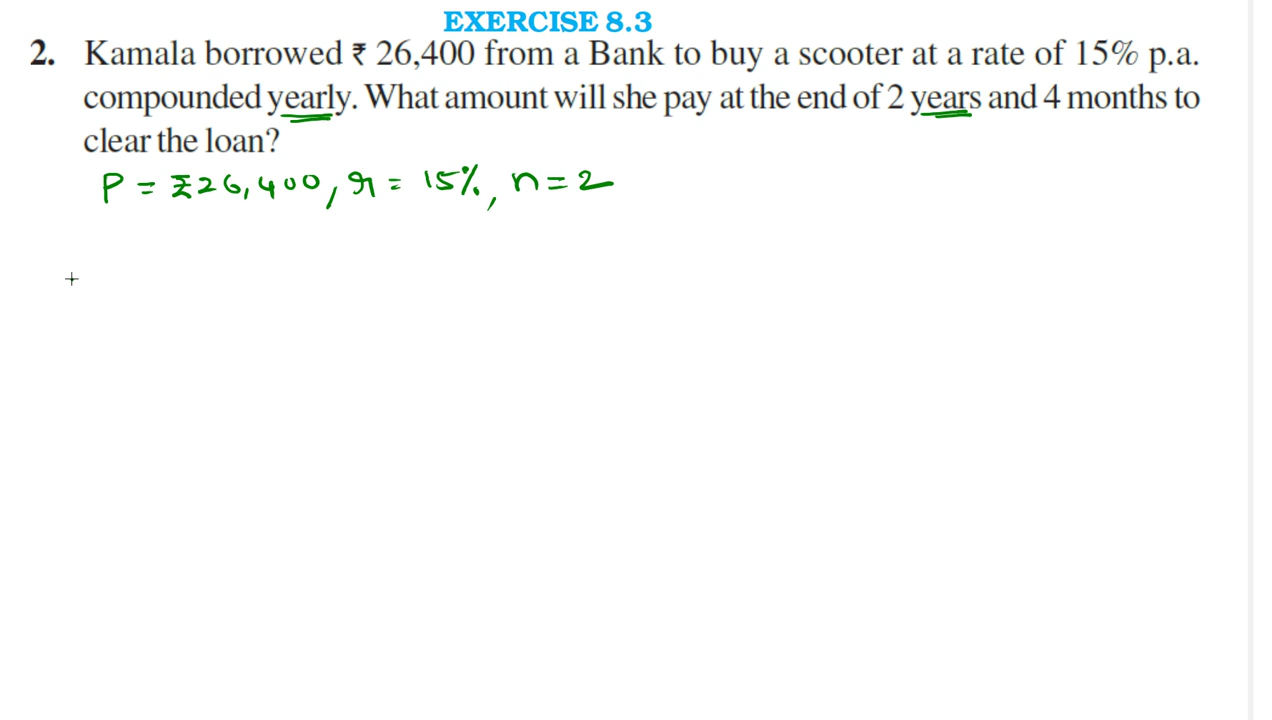 EXERCISE 8.3
2. Kamala borrowed ₹ 26,400 from a Bank to buy a scooter at a rate of 15% p.a.
compounded yearly. What amount will she pay at the end of 2 years and 4 months to
clear the loan?
P = ₹26,400, r = 15%, n = 2